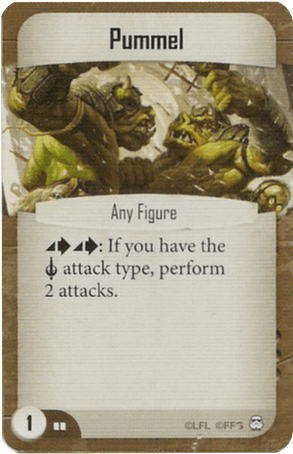 Pummel
Any Figure
: If you have the
attack type, perform
2 attacks.
1
©LFL ©FFG